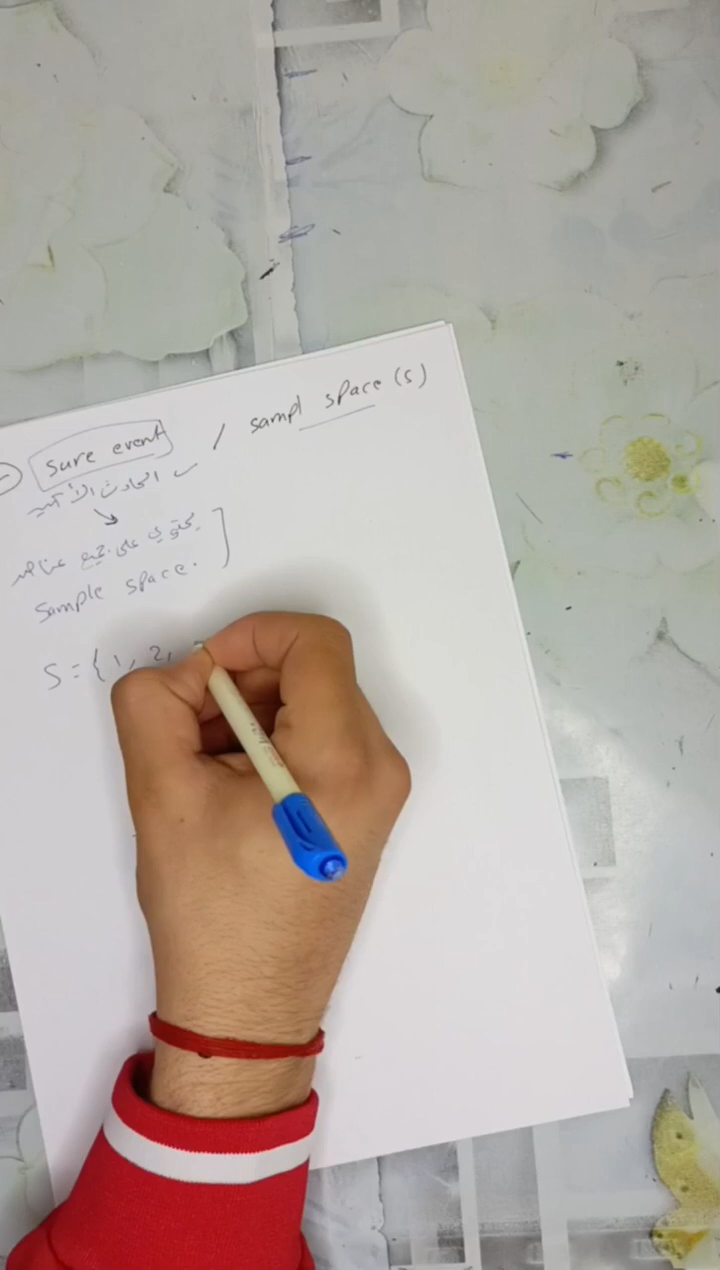 sure event / sampl space (s)
الحادث الأكيد
يحتوي على جميع عناصر
Sample space.
S = { 1, 2,